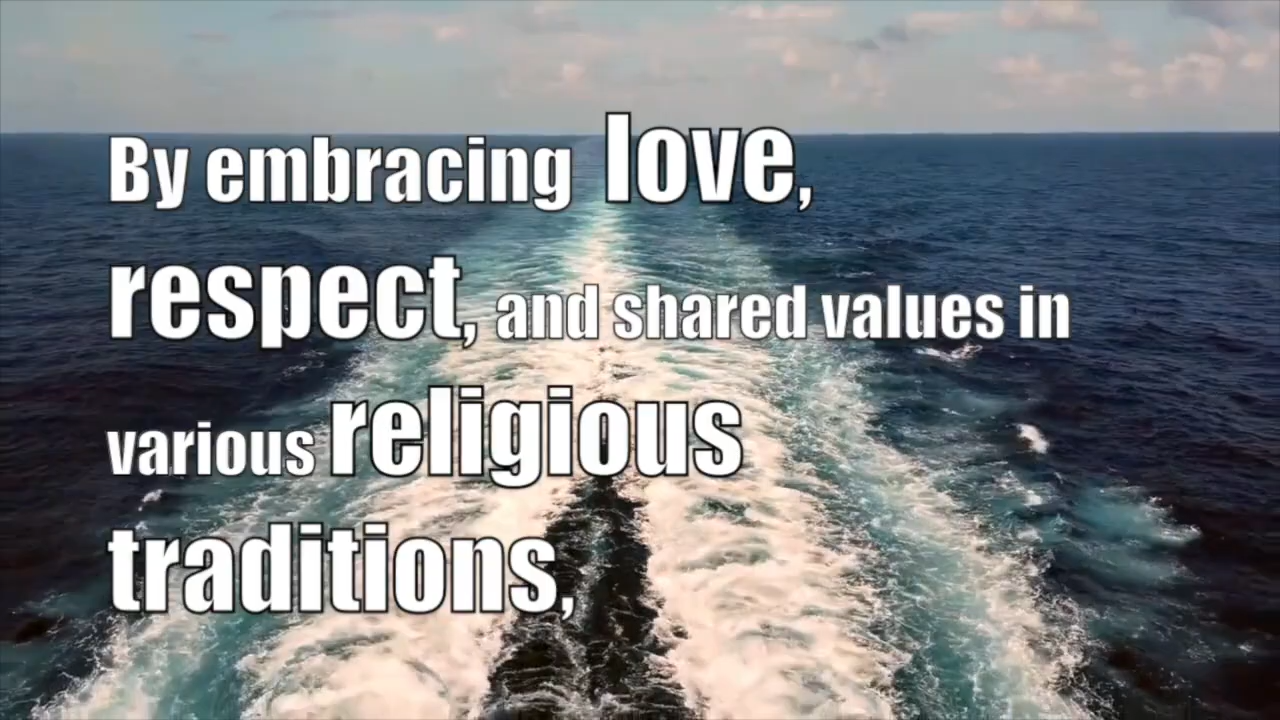 By embracing love,
respect, and shared values in
various religious
traditions,